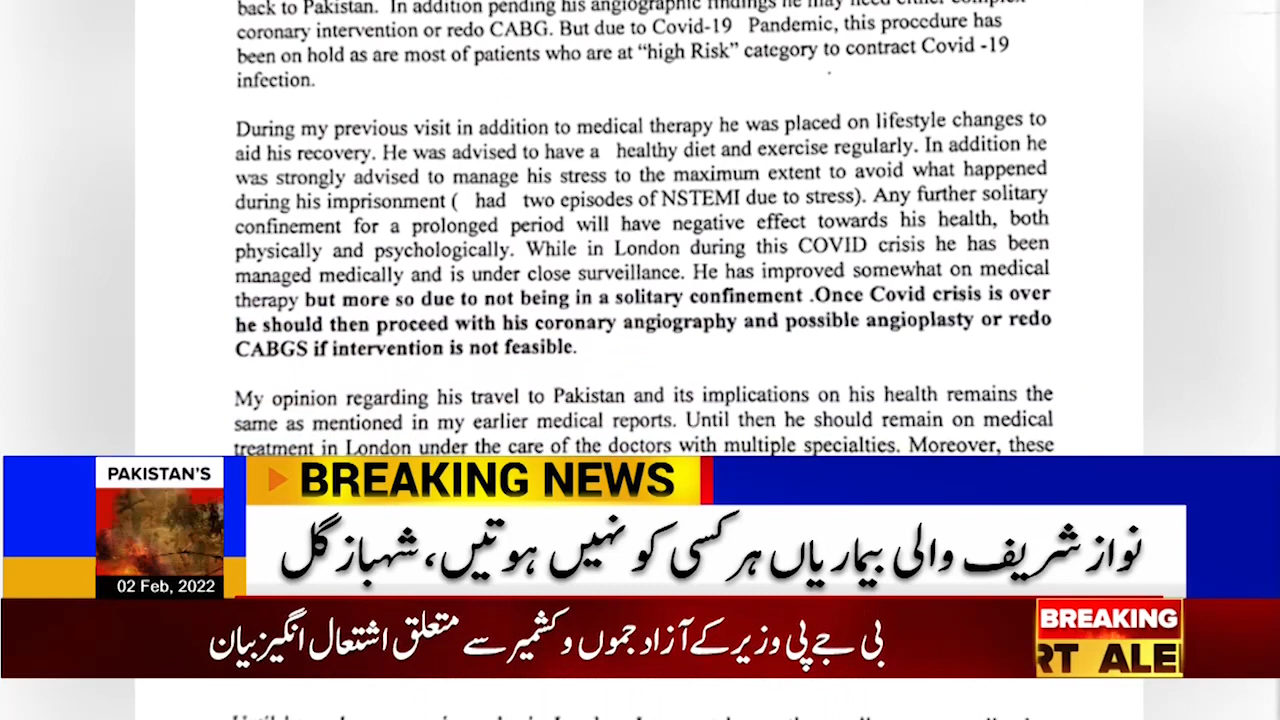 back to Pakistan. In addition pending his angiographic findings he may need either complex
coronary intervention or redo CABG. But due to Covid-19 Pandemic, this procedure has
been on hold as are most of patients who are at “high Risk” category to contract Covid -19
infection.
During my previous visit in addition to medical therapy he was placed on lifestyle changes to
aid his recovery. He was advised to have a healthy diet and exercise regularly. In addition he
was strongly advised to manage his stress to the maximum extent to avoid what happened
during his imprisonment ( had two episodes of NSTEMI due to stress). Any further solitary
confinement for a prolonged period will have negative effect towards his health, both
physically and psychologically. While in London during this COVID crisis he has been
managed medically and is under close surveillance. He has improved somewhat on medical
therapy but more so due to not being in a solitary confinement .Once Covid crisis is over
he should then proceed with his coronary angiography and possible angioplasty or redo
CABGS if intervention is not feasible.
My opinion regarding his travel to Pakistan and its implications on his health remains the
same as mentioned in my earlier medical reports. Until then he should remain on medical
treatment in London under the care of the doctors with multiple specialties. Moreover, these
PAKISTAN'S
02 Feb, 2022
BREAKING NEWS
نواز شریف والی بیماریاں ہر کسی کو نہیں ہوتیں، شہباز گل
بی جے پی وزیر کے آزاد جموں و کشمیر سے متعلق اشتعال انگیز بیان
BREAKING
RT ALE